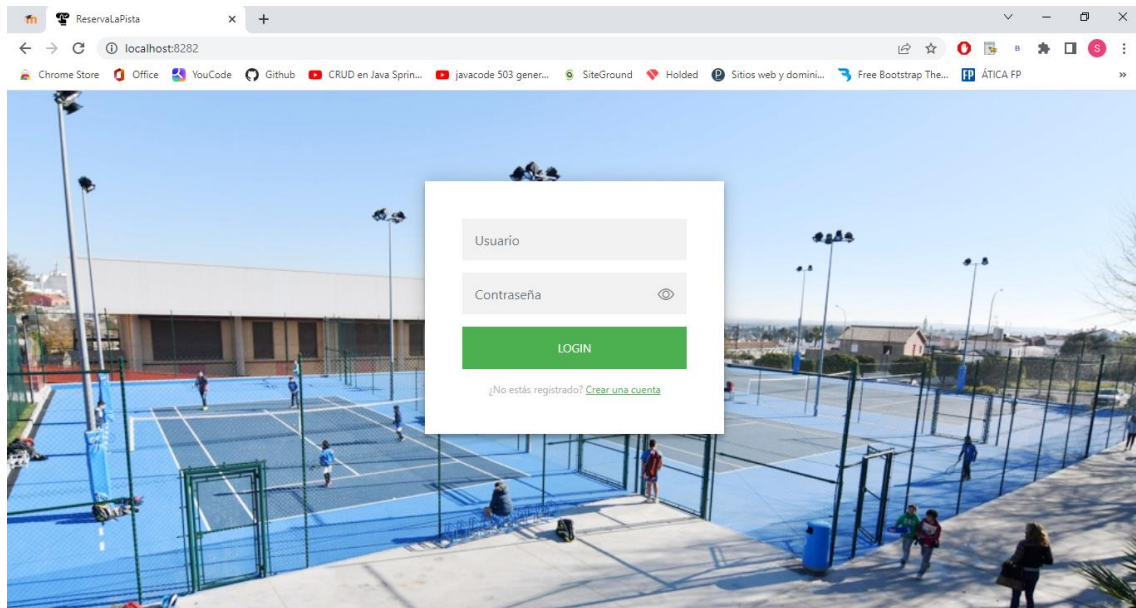 ReservaLaPista
localhost:8282
Chrome Store Office YouCode Github CRUD en Java Sprin... javacode 503 gener... SiteGround Holded Sitios web y domini... Free Bootstrap The... FP ÁTICA FP »
Usuario
Contraseña
LOGIN
¿No estás registrado? Crear una cuenta